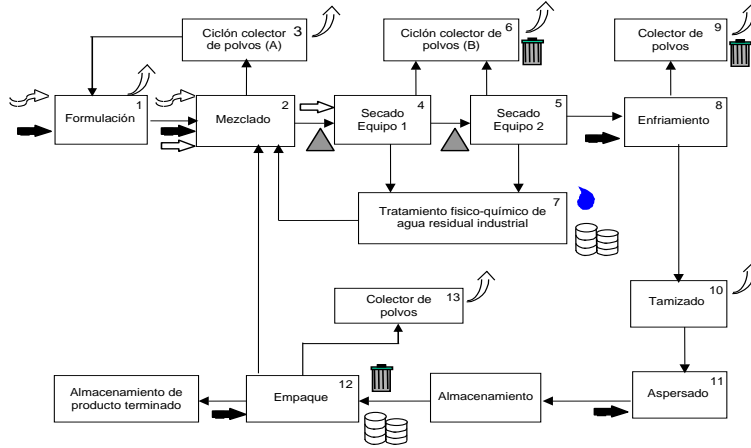 3
Ciclón colector
de polvos (A)
6
Ciclón colector de
polvos (B)
9
Colector de
polvos
1
Formulación
2
Mezclado
4
Secado
Equipo 1
5
Secado
Equipo 2
8
Enfriamiento
7
Tratamiento fisico-químico de
agua residual industrial
13
Colector de
polvos
10
Tamizado
Almacenamiento de
producto terminado
12
Empaque
Almacenamiento
11
Aspersado